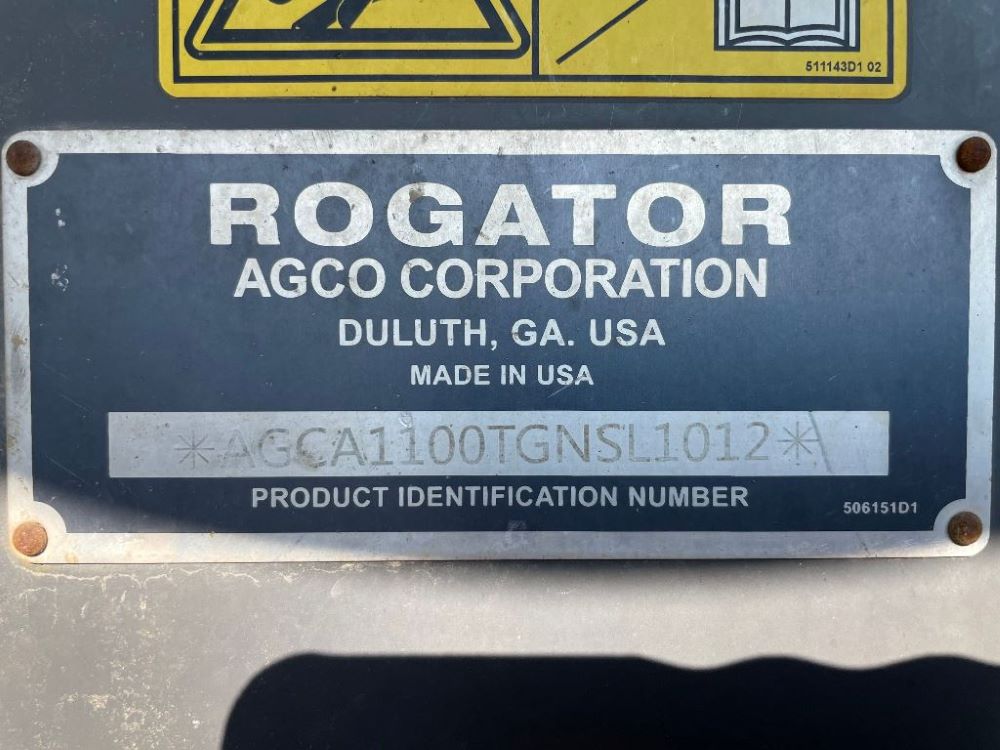 511143D1 02
ROGATOR
AGCO CORPORATION
DULUTH, GA. USA
MADE IN USA
*AGCA1100TGNSL1012*
PRODUCT IDENTIFICATION NUMBER
506151D1